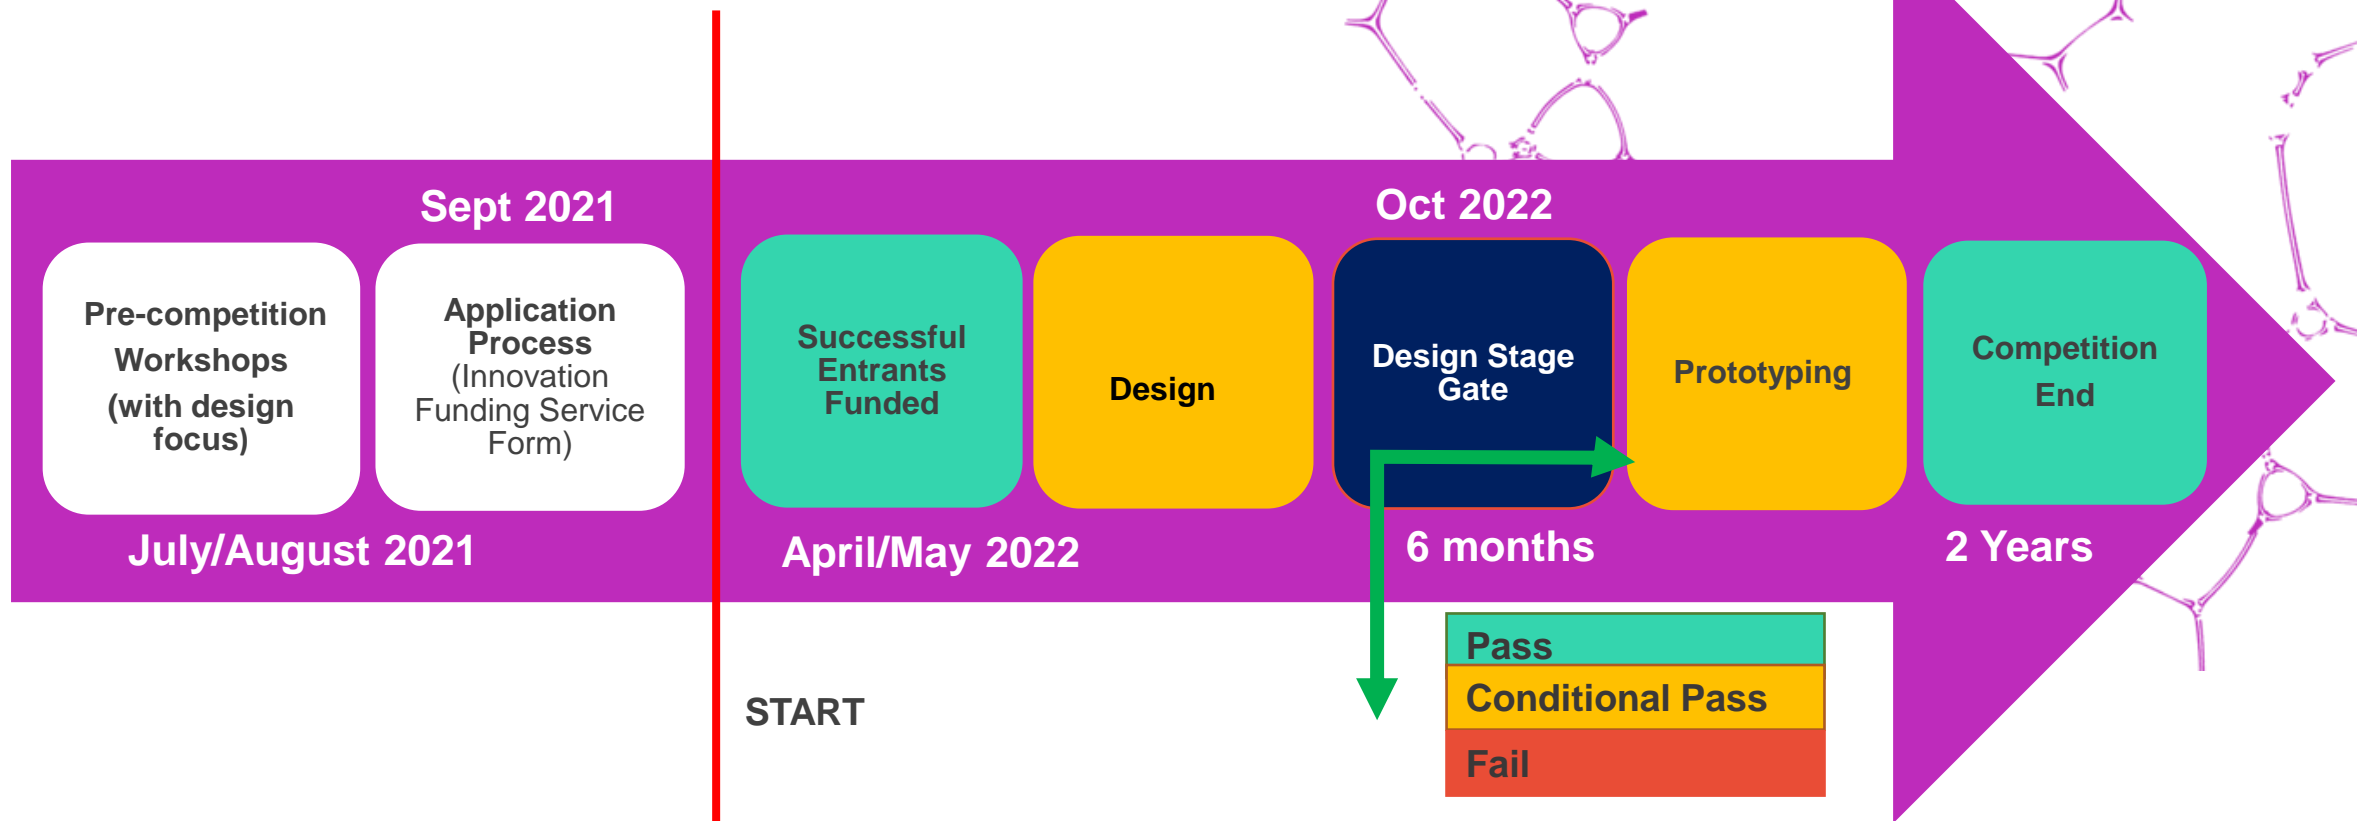 Sept 2021
Oct 2022
Pre-competition
Workshops
(with design
focus)
Application
Process
(Innovation
Funding Service
Form)
Successful
Entrants
Funded
Design
Design Stage
Gate
Prototyping
Competition
End
July/August 2021
April/May 2022
6 months
2 Years
START
Pass
Conditional Pass
Fail